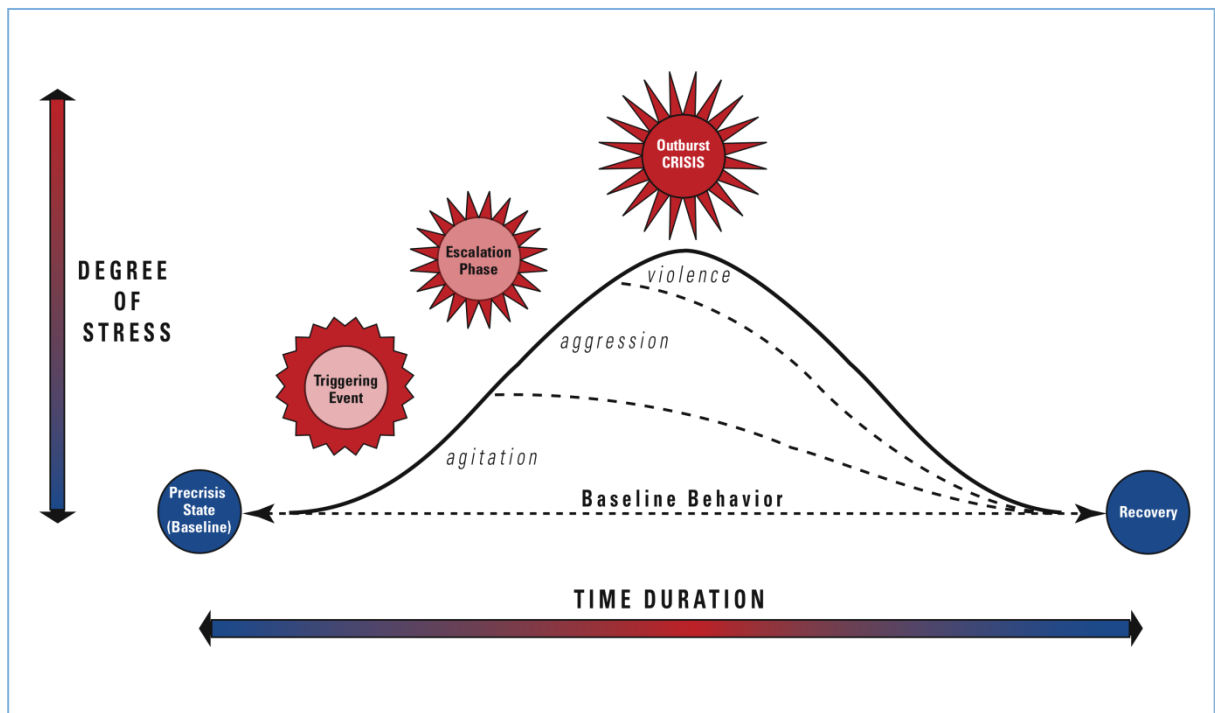 Outburst
CRISIS
Escalation
Phase
violence
DEGREE
OF
STRESS
aggression
Triggering
Event
agitation
Precrisis
State
(Baseline)
Baseline Behavior
Recovery
TIME DURATION